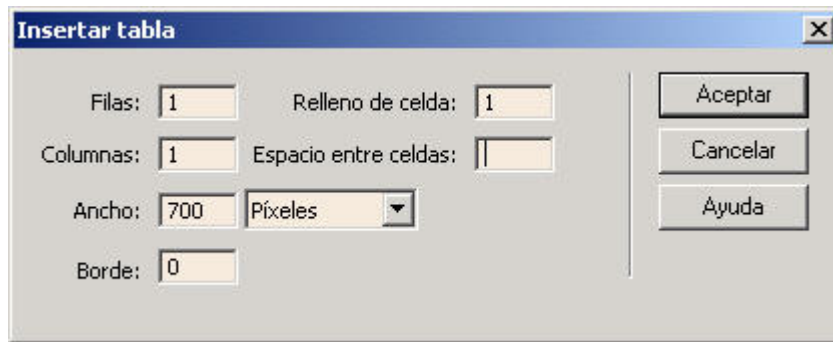 Insertar tabla
Filas: 1 Relleno de celda: 1 Aceptar
Columnas: 1 Espacio entre celdas: Cancelar
Ancho: 700 Píxeles Ayuda
Borde: 0